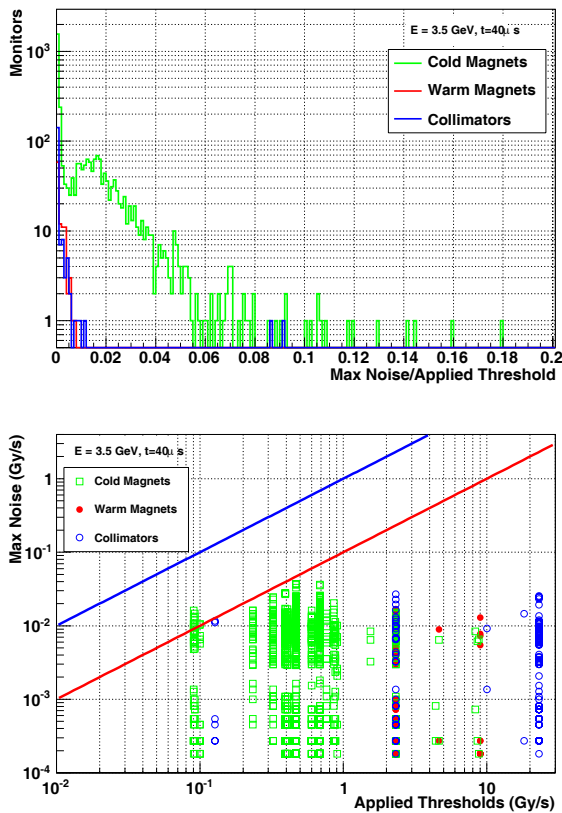 Monitors
10³
10²
10
1
E = 3.5 GeV, t=40μ s
Cold Magnets
Warm Magnets
Collimators
0 0.02 0.04 0.06 0.08 0.1 0.12 0.14 0.16 0.18 0.2
Max Noise/Applied Threshold
Max Noise (Gy/s)
1
10⁻¹
10⁻²
10⁻³
10⁻⁴
E = 3.5 GeV, t=40μ s
Cold Magnets
Warm Magnets
Collimators
10⁻² 10⁻¹ 1 10
Applied Thresholds (Gy/s)